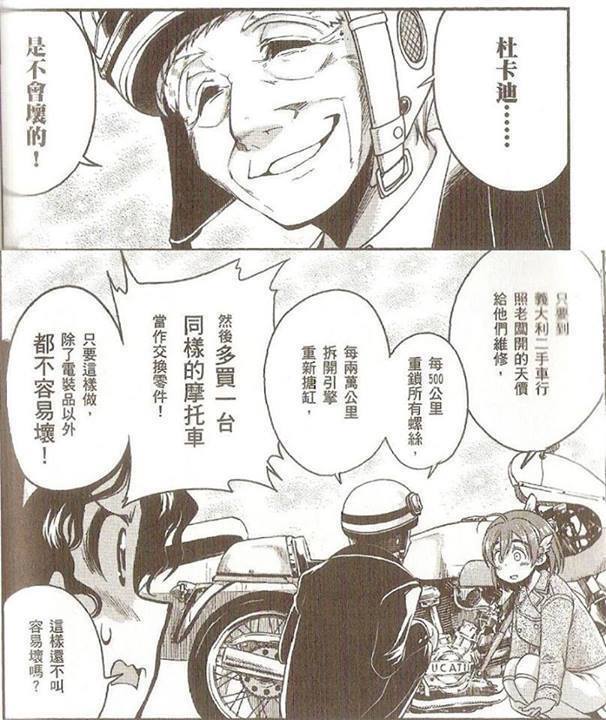 杜卡迪……
是不會壞的！
只要到
義大利二手車行
照老闆開的天價
給他們維修，
每500公里
重鎖所有螺絲，
每兩萬公里
拆開引擎
重新搪缸，
然後多買一台
同樣的摩托車
當作交換零件！
只要這樣做，
除了電裝品以外
都不容易壞！
DUCATI
這樣還不叫
容易壞嗎？